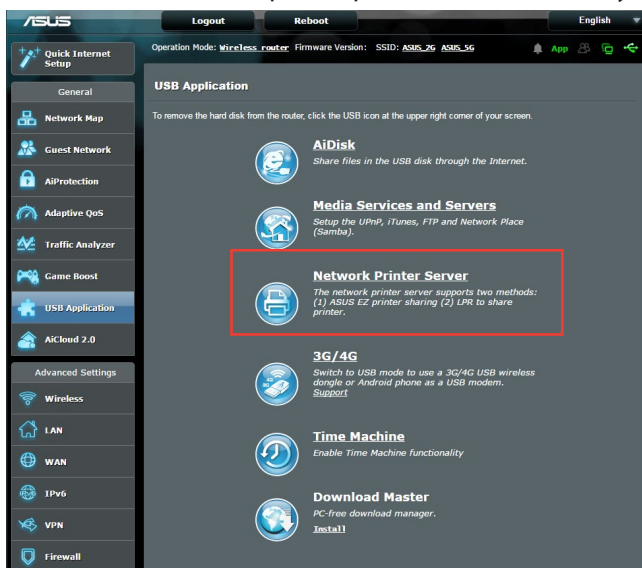 ASUS
Logout
Reboot
English
Quick Internet
Setup
Operation Mode: Wireless router Firmware Version: SSID: ASUS_2G ASUS_5G
App
General
Network Map
Guest Network
AiProtection
Adaptive QoS
Traffic Analyzer
Game Boost
USB Application
AiCloud 2.0
Advanced Settings
Wireless
LAN
WAN
IPv6
VPN
Firewall
USB Application
To remove the hard disk from the router, click the USB icon at the upper right corner of your screen.
AiDisk
Share files in the USB disk through the Internet.
Media Services and Servers
Setup the UPnP, iTunes, FTP and Network Place
(Samba).
Network Printer Server
The network printer server supports two methods:
(1) ASUS EZ printer sharing (2) LPR to share
printer.
3G/4G
Switch to USB mode to use a 3G/4G USB wireless
dongle or Android phone as a USB modem.
Support
Time Machine
Enable Time Machine functionality
Download Master
PC-free download manager.
Install